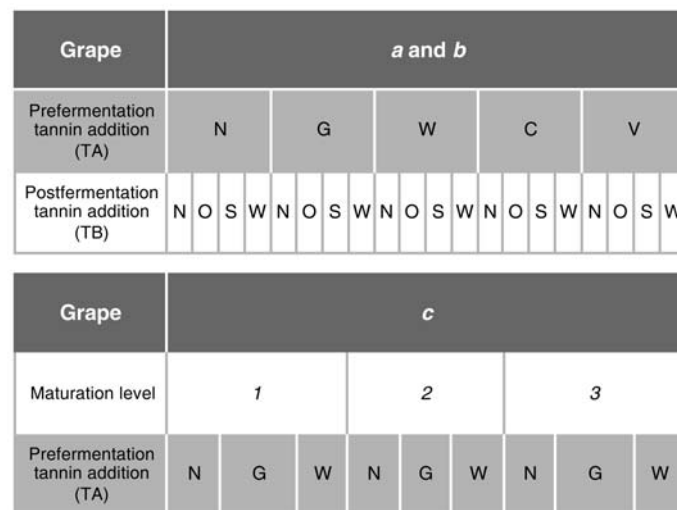 Grape a and b
Prefermentation
tannin addition
(TA)
N G W C V
Postfermentation
tannin addition
(TB)
N O S W N O S W N O S W N O S W N O S W
Grape c
Maturation level 1 2 3
Prefermentation
tannin addition
(TA)
N G W N G W N G W